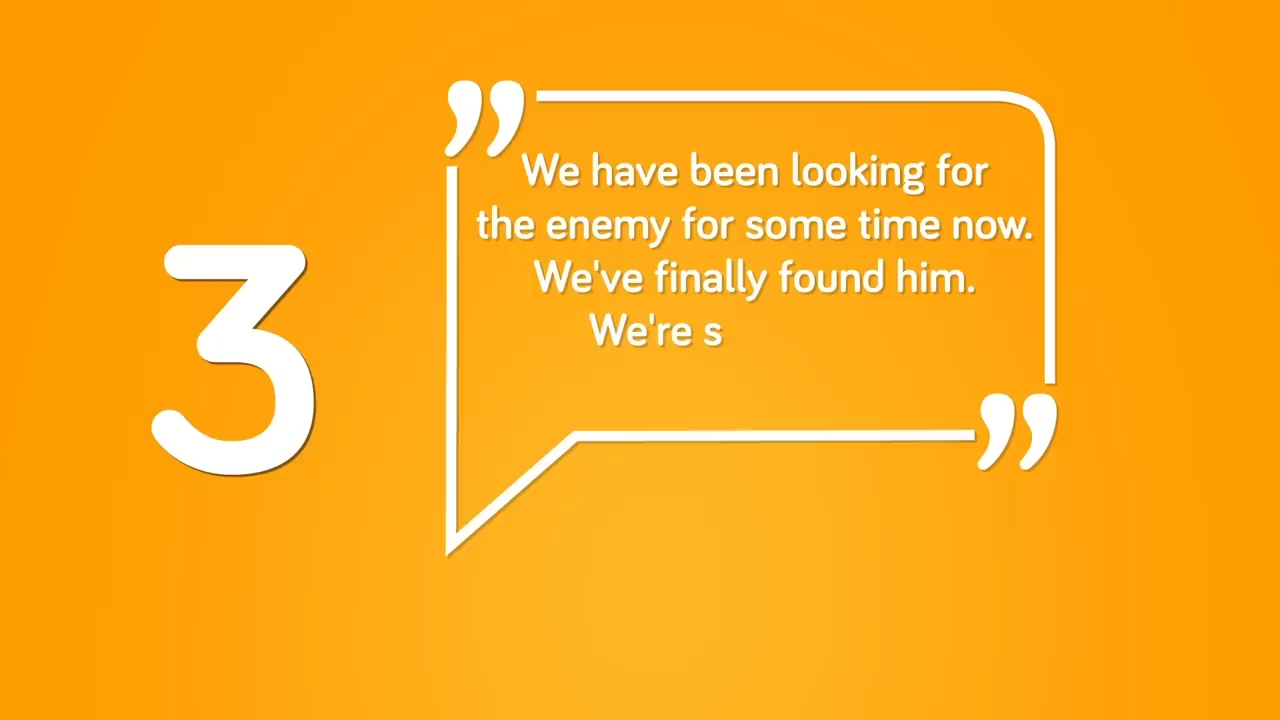 3
We have been looking for
the enemy for some time now.
We've finally found him.
We're s